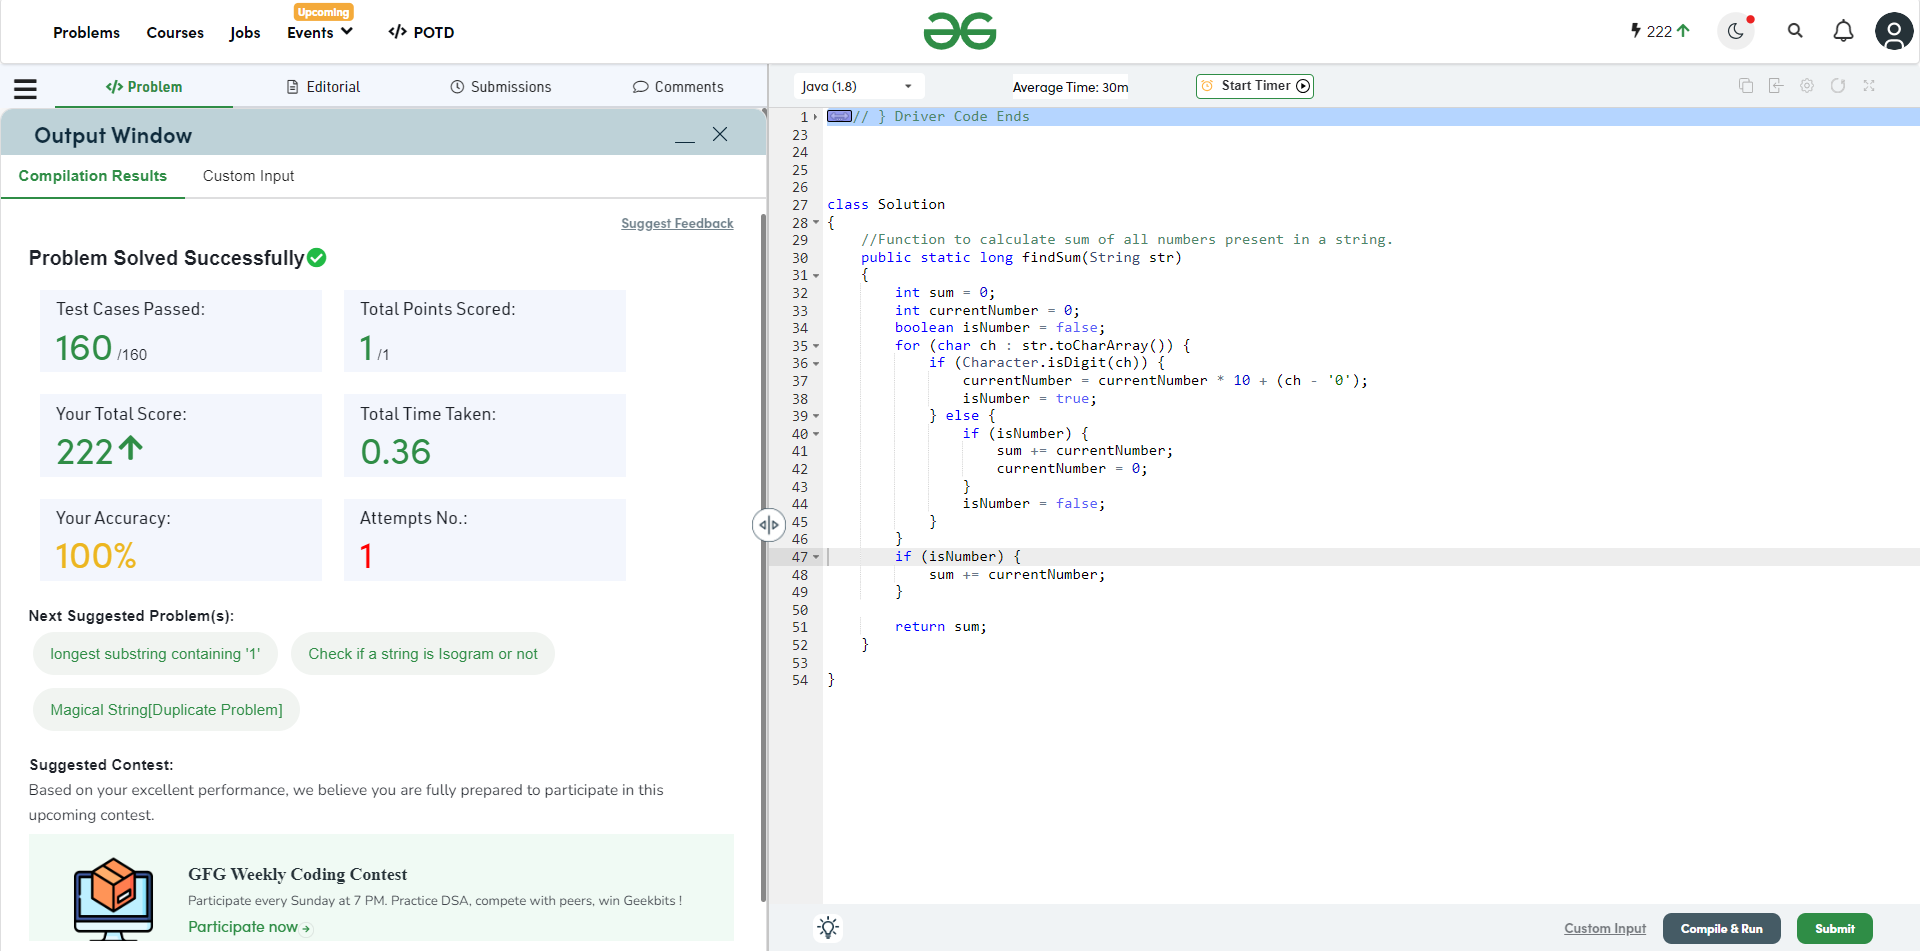 Problems Courses Jobs Upcoming Events </> POTD
222
</> Problem Editorial Submissions Comments
Output Window
Compilation Results Custom Input
Suggest Feedback
Problem Solved Successfully
Test Cases Passed:
160 /160
Total Points Scored:
1 /1
Your Total Score:
222
Total Time Taken:
0.36
Your Accuracy:
100%
Attempts No.:
1
Next Suggested Problem(s):
longest substring containing '1' Check if a string is Isogram or not
Magical String[Duplicate Problem]
Suggested Contest:
Based on your excellent performance, we believe you are fully prepared to participate in this
upcoming contest.
GFG Weekly Coding Contest
Participate every Sunday at 7 PM. Practice DSA, compete with peers, win Geekbits !
Participate now
Java (1.8) Average Time: 30m Start Timer
1 // } Driver Code Ends
23
24
25
26
27 class Solution
28 {
29     //Function to calculate sum of all numbers present in a string.
30     public static long findSum(String str)
31     {
32         int sum = 0;
33         int currentNumber = 0;
34         boolean isNumber = false;
35         for (char ch : str.toCharArray()) {
36             if (Character.isDigit(ch)) {
37                 currentNumber = currentNumber * 10 + (ch - '0');
38                 isNumber = true;
39             } else {
40                 if (isNumber) {
41                     sum += currentNumber;
42                     currentNumber = 0;
43                 }
44                 isNumber = false;
45             }
46         }
47         if (isNumber) {
48             sum += currentNumber;
49         }
50
51         return sum;
52     }
53
54 }
Custom Input Compile & Run Submit